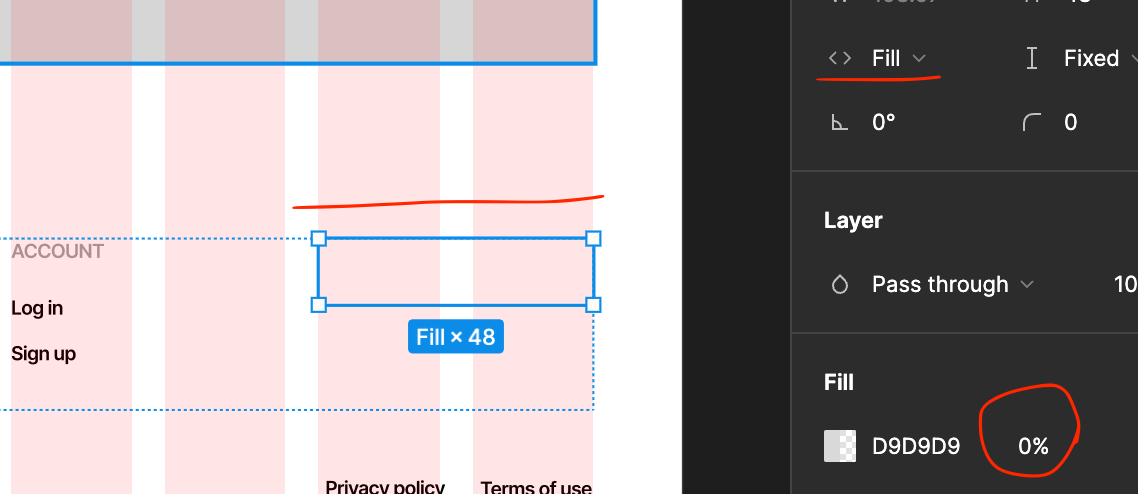 Fill
Fixed
0°
0
Layer
ACCOUNT
Pass through
10
Log in
Fill × 48
Sign up
Fill
D9D9D9
0%
Privacy policy
Terms of use